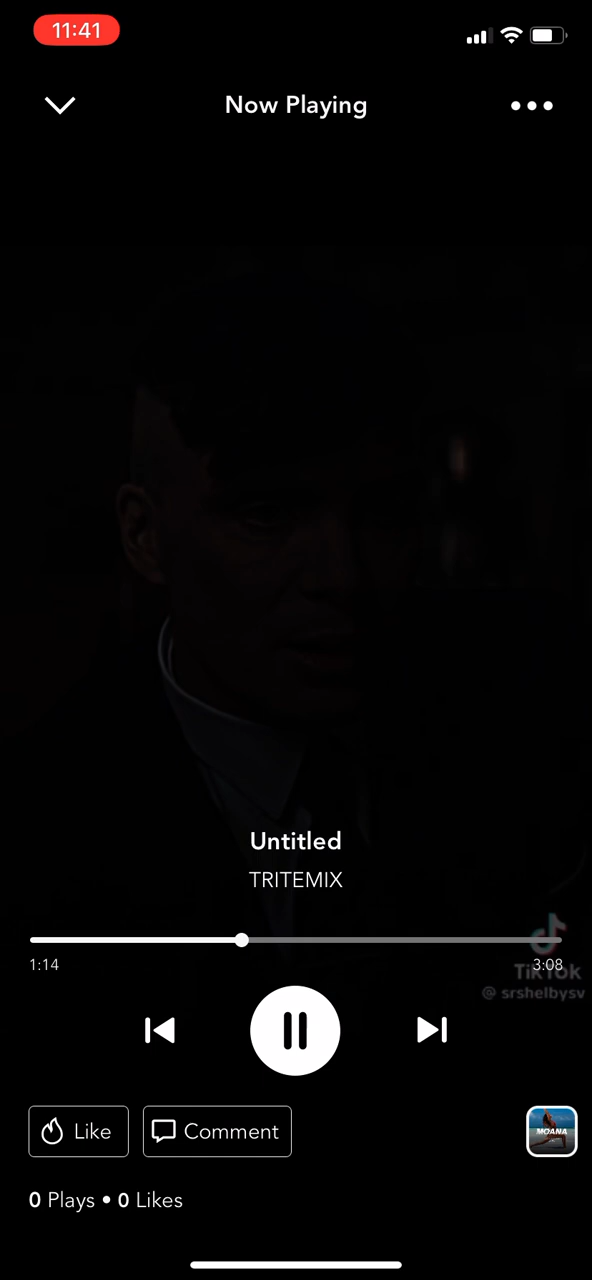 11:41
Now Playing
Untitled
TRITEMIX
1:14
3:08
TikTok
@ srshelbysv
Like
Comment
MOANA
0 Plays • 0 Likes